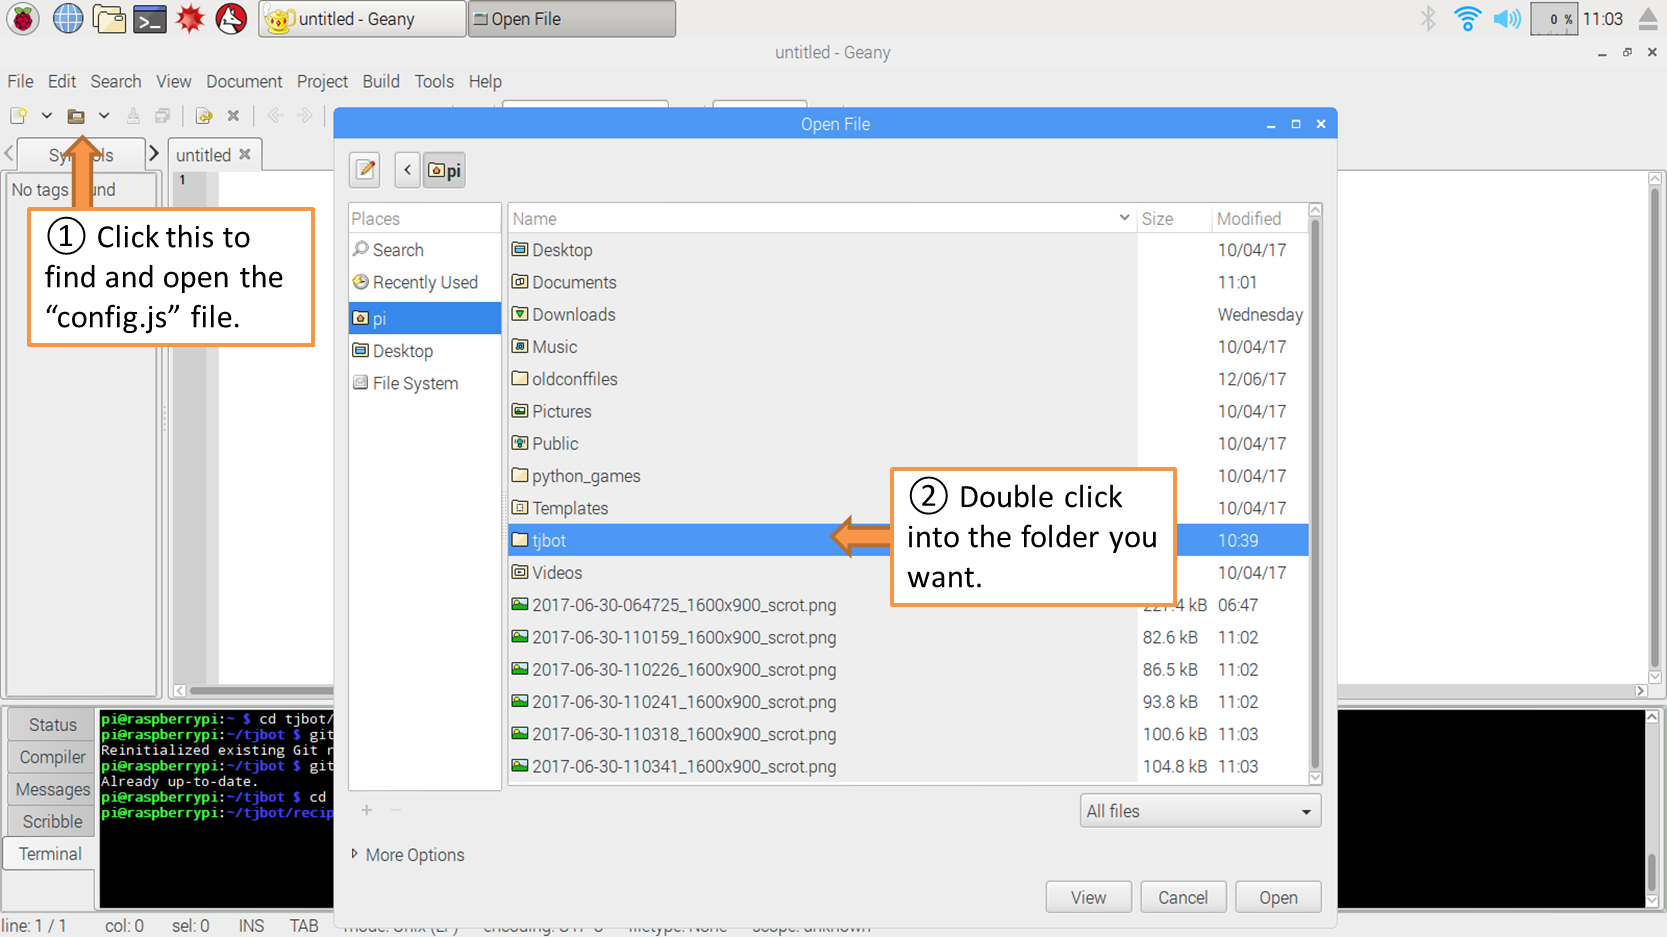 untitled - Geany
Open File
0 %
11:03
untitled - Geany
File Edit Search View Document Project Build Tools Help
Open File
Symbols
untitled
pi
No tags found
1
① Click this to
find and open the
“config.js” file.
Places
Search
Recently Used
pi
Desktop
File System
Name Size Modified
Desktop 10/04/17
Documents 11:01
Downloads Wednesday
Music 10/04/17
oldconffiles 12/06/17
Pictures 10/04/17
Public 10/04/17
python_games 10/04/17
Templates 10/04/17
tjbot 10:39
Videos 10/04/17
2017-06-30-064725_1600x900_scrot.png 227.4 kB 06:47
2017-06-30-110159_1600x900_scrot.png 82.6 kB 11:02
2017-06-30-110226_1600x900_scrot.png 86.5 kB 11:02
2017-06-30-110241_1600x900_scrot.png 93.8 kB 11:02
2017-06-30-110318_1600x900_scrot.png 100.6 kB 11:03
2017-06-30-110341_1600x900_scrot.png 104.8 kB 11:03
② Double click
into the folder you
want.
All files
More Options
View Cancel Open
Status
Compiler
Messages
Scribble
Terminal
pi@raspberrypi:~ $ cd tjbot/
pi@raspberrypi:~/tjbot $ git
Reinitialized existing Git r
pi@raspberrypi:~/tjbot $ git
Already up-to-date.
pi@raspberrypi:~/tjbot $ cd
pi@raspberrypi:~/tjbot/recip
line: 1 / 1 col: 0 sel: 0 INS TAB mode: Unix (LF) encoding: UTF-8 filetype: None scope: unknown